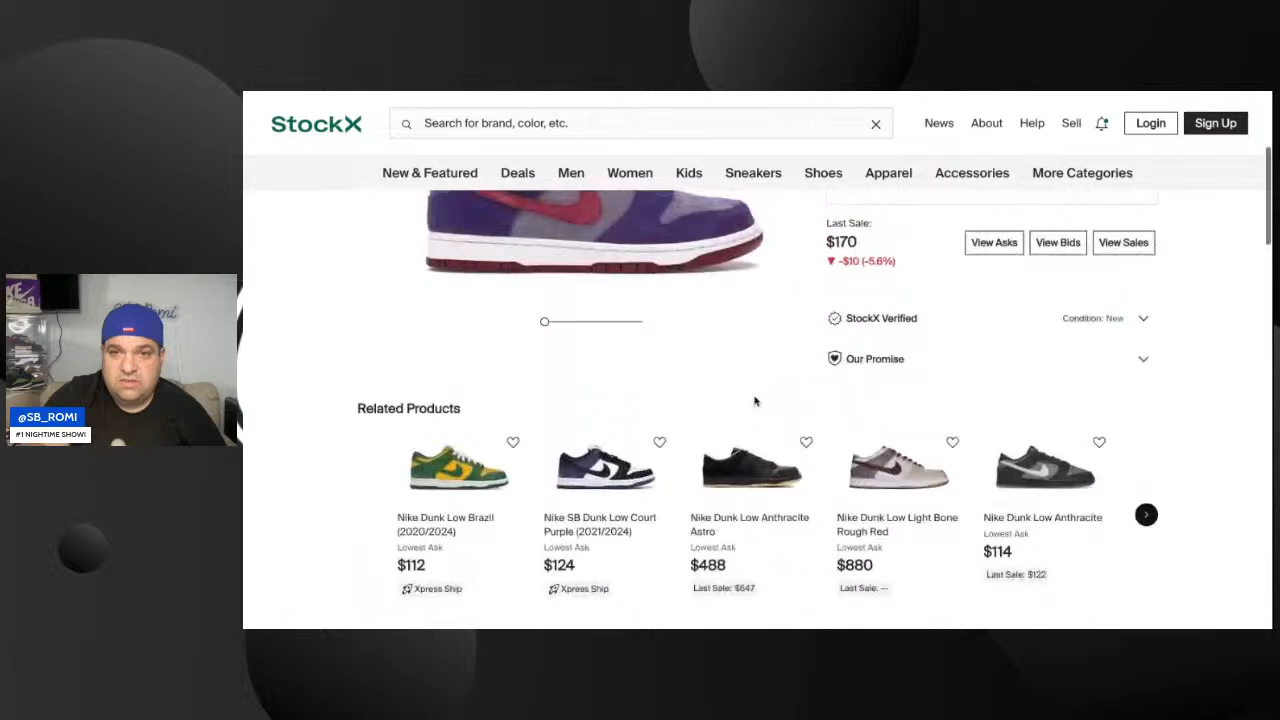 StockX
Search for brand, color, etc.
News
About
Help
Sell
Login
Sign Up
New & Featured
Deals
Men
Women
Kids
Sneakers
Shoes
Apparel
Accessories
More Categories
Last Sale:
$170
▼ -$10 (-5.6%)
View Asks
View Bids
View Sales
StockX Verified
Condition: New
Our Promise
Related Products
Nike Dunk Low Brazil
(2020/2024)
Lowest Ask
$112
Xpress Ship
Nike SB Dunk Low Court
Purple (2021/2024)
Lowest Ask
$124
Xpress Ship
Nike Dunk Low Anthracite
Astro
Lowest Ask
$488
Last Sale: $647
Nike Dunk Low Light Bone
Rough Red
Lowest Ask
$880
Last Sale: --
Nike Dunk Low Anthracite
Lowest Ask
$114
Last Sale: $122
@SB_ROMI
#1 NIGHTIME SHOW!